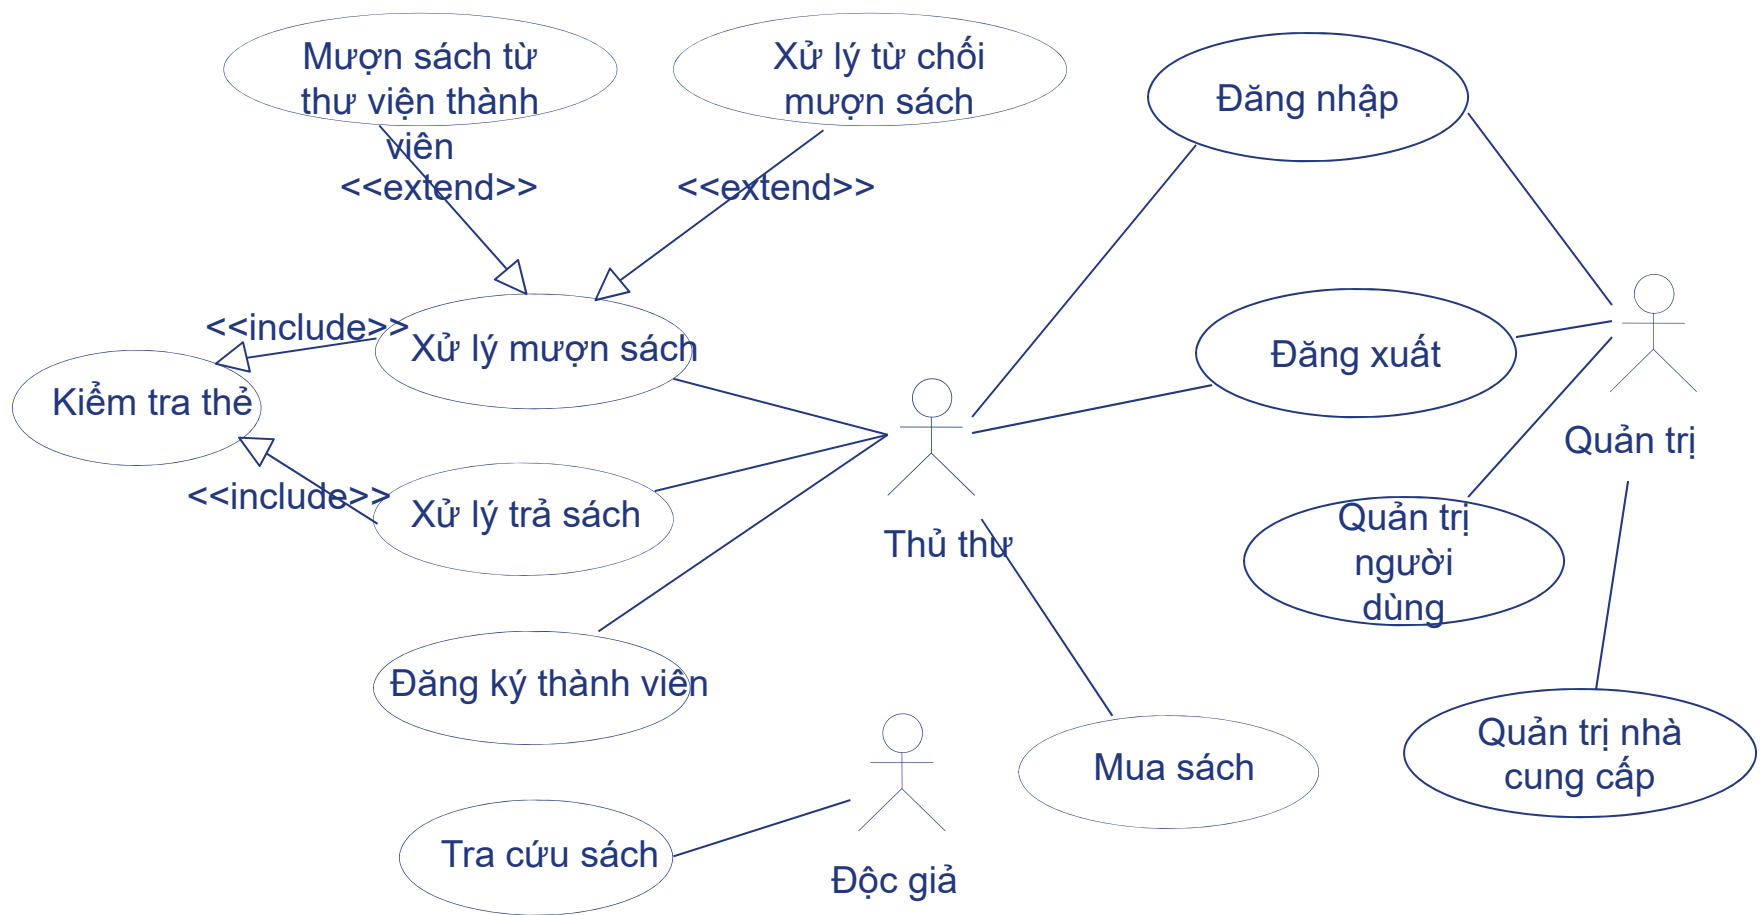 Mượn sách từ
thư viện thành
viên
Xử lý từ chối
mượn sách
Đăng nhập
<<extend>>
<<extend>>
<<include>>
Xử lý mượn sách
Đăng xuất
Kiểm tra thẻ
Quản trị
<<include>>
Xử lý trả sách
Thủ thư
Quản trị
người
dùng
Đăng ký thành viên
Mua sách
Quản trị nhà
cung cấp
Tra cứu sách
Độc giả